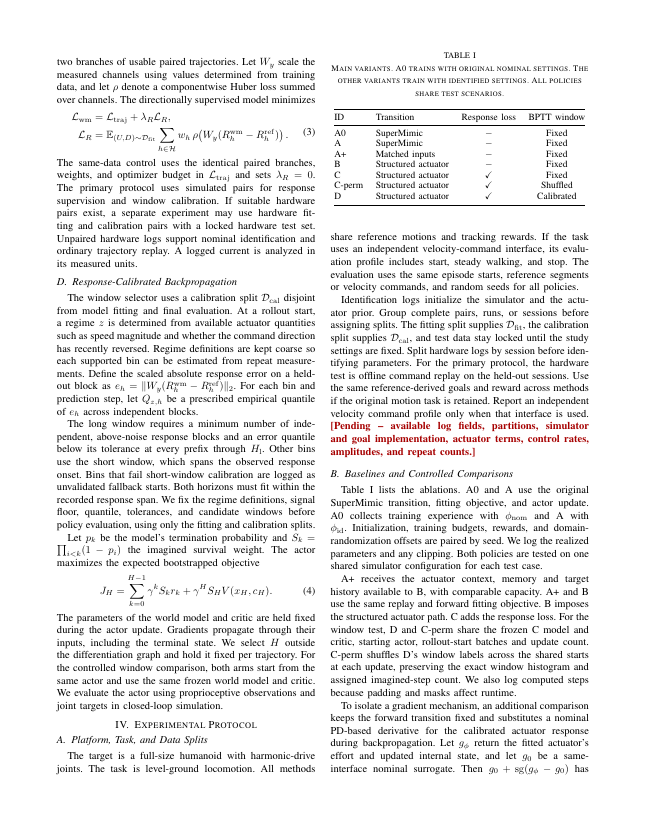 two branches of usable paired trajectories. Let W_y scale the
measured channels using values determined from training
data, and let ρ denote a componentwise Huber loss summed
over channels. The directionally supervised model minimizes
ℒ_wm = ℒ_traj + λ_R ℒ_R,
ℒ_R = 𝔼_{(U,D)∼𝒟_fit} ∑_{h∈ℋ} w_h ρ(W_y(R_h^wm − R_h^ref)). (3)
The same-data control uses the identical paired branches,
weights, and optimizer budget in ℒ_traj and sets λ_R = 0.
The primary protocol uses simulated pairs for response
supervision and window calibration. If suitable hardware
pairs exist, a separate experiment may use hardware fit-
ting and calibration pairs with a locked hardware test set.
Unpaired hardware logs support nominal identification and
ordinary trajectory replay. A logged current is analyzed in
its measured units.
D. Response-Calibrated Backpropagation
The window selector uses a calibration split 𝒟_cal disjoint
from model fitting and final evaluation. At a rollout start,
a regime z is determined from available actuator quantities
such as speed magnitude and whether the command direction
has recently reversed. Regime definitions are kept coarse so
each supported bin can be estimated from repeat measure-
ments. Define the scaled absolute response error on a held-
out block as e_h = ∥W_y(R_h^wm − R_h^ref)∥_2. For each bin and
prediction step, let Q_{z,h} be a prescribed empirical quantile
of e_h across independent blocks.
The long window requires a minimum number of inde-
pendent, above-noise response blocks and an error quantile
below its tolerance at every prefix through H_l. Other bins
use the short window, which spans the observed response
onset. Bins that fail short-window calibration are logged as
unvalidated fallback starts. Both horizons must fit within the
recorded response span. We fix the regime definitions, signal
floor, quantile, tolerances, and candidate windows before
policy evaluation, using only the fitting and calibration splits.
Let p_k be the model's termination probability and S_k =
∏_{i<k}(1 − p_i) the imagined survival weight. The actor
maximizes the expected bootstrapped objective
J_H = ∑_{k=0}^{H−1} γ^k S_k r_k + γ^H S_H V(x_H, c_H). (4)
The parameters of the world model and critic are held fixed
during the actor update. Gradients propagate through their
inputs, including the terminal state. We select H outside
the differentiation graph and hold it fixed per trajectory. For
the controlled window comparison, both arms start from the
same actor and use the same frozen world model and critic.
We evaluate the actor using proprioceptive observations and
joint targets in closed-loop simulation.
IV. EXPERIMENTAL PROTOCOL
A. Platform, Task, and Data Splits
The target is a full-size humanoid with harmonic-drive
joints. The task is level-ground locomotion. All methods
TABLE I
MAIN VARIANTS. A0 TRAINS WITH ORIGINAL NOMINAL SETTINGS. THE
OTHER VARIANTS TRAIN WITH IDENTIFIED SETTINGS. ALL POLICIES
SHARE TEST SCENARIOS.
ID Transition Response loss BPTT window
A0 SuperMimic – Fixed
A SuperMimic – Fixed
A+ Matched inputs – Fixed
B Structured actuator – Fixed
C Structured actuator ✓ Fixed
C-perm Structured actuator ✓ Shuffled
D Structured actuator ✓ Calibrated
share reference motions and tracking rewards. If the task
uses an independent velocity-command interface, its evalu-
ation profile includes start, steady walking, and stop. The
evaluation uses the same episode starts, reference segments
or velocity commands, and random seeds for all policies.
Identification logs initialize the simulator and the actu-
ator prior. Group complete pairs, runs, or sessions before
assigning splits. The fitting split supplies 𝒟_fit, the calibration
split supplies 𝒟_cal, and test data stay locked until the study
settings are fixed. Split hardware logs by session before iden-
tifying parameters. For the primary protocol, the hardware
test is offline command replay on the held-out sessions. Use
the same reference-derived goals and reward across methods
if the original motion task is retained. Report an independent
velocity command profile only when that interface is used.
[Pending – available log fields, partitions, simulator
and goal implementation, actuator terms, control rates,
amplitudes, and repeat counts.]
B. Baselines and Controlled Comparisons
Table I lists the ablations. A0 and A use the original
SuperMimic transition, fitting objective, and actor update.
A0 collects training experience with ϕ_nom and A with
ϕ_id. Initialization, training budgets, rewards, and domain-
randomization offsets are paired by seed. We log the realized
parameters and any clipping. Both policies are tested on one
shared simulator configuration for each test case.
A+ receives the actuator context, memory and target
history available to B, with comparable capacity. A+ and B
use the same replay and forward fitting objective. B imposes
the structured actuator path. C adds the response loss. For the
window test, D and C-perm share the frozen C model and
critic, starting actor, rollout-start batches and update count.
C-perm shuffles D's window labels across the shared starts
at each update, preserving the exact window histogram and
assigned imagined-step count. We also log computed steps
because padding and masks affect runtime.
To isolate a gradient mechanism, an additional comparison
keeps the forward transition fixed and substitutes a nominal
PD-based derivative for the calibrated actuator response
during backpropagation. Let g_ϕ return the fitted actuator's
effort and updated internal state, and let g_0 be a same-
interface nominal surrogate. Then g_0 + sg(g_ϕ − g_0) has